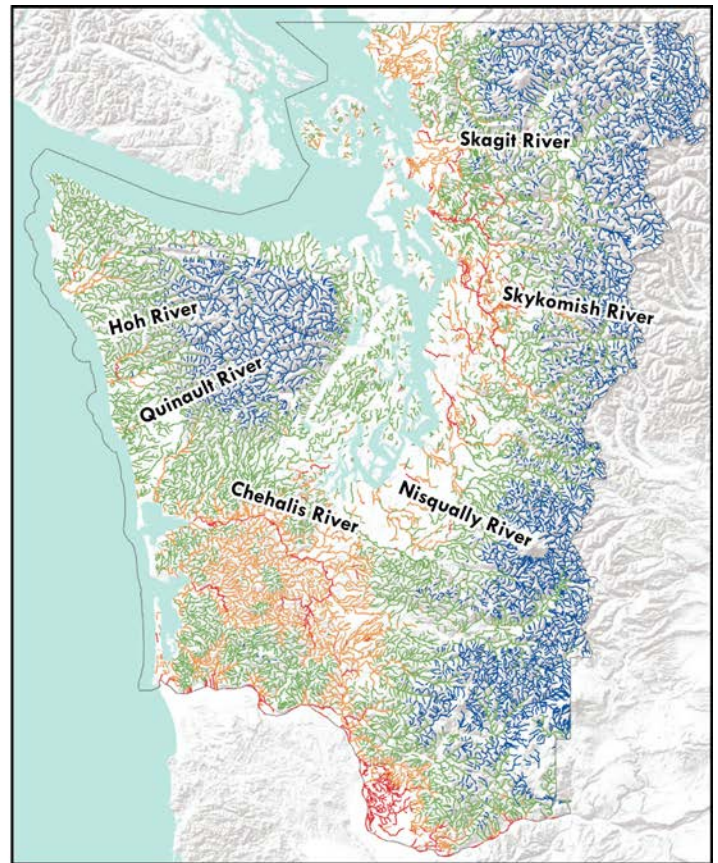 Skagit River
Skykomish River
Hoh River
Quinault River
Chehalis River
Nisqually River